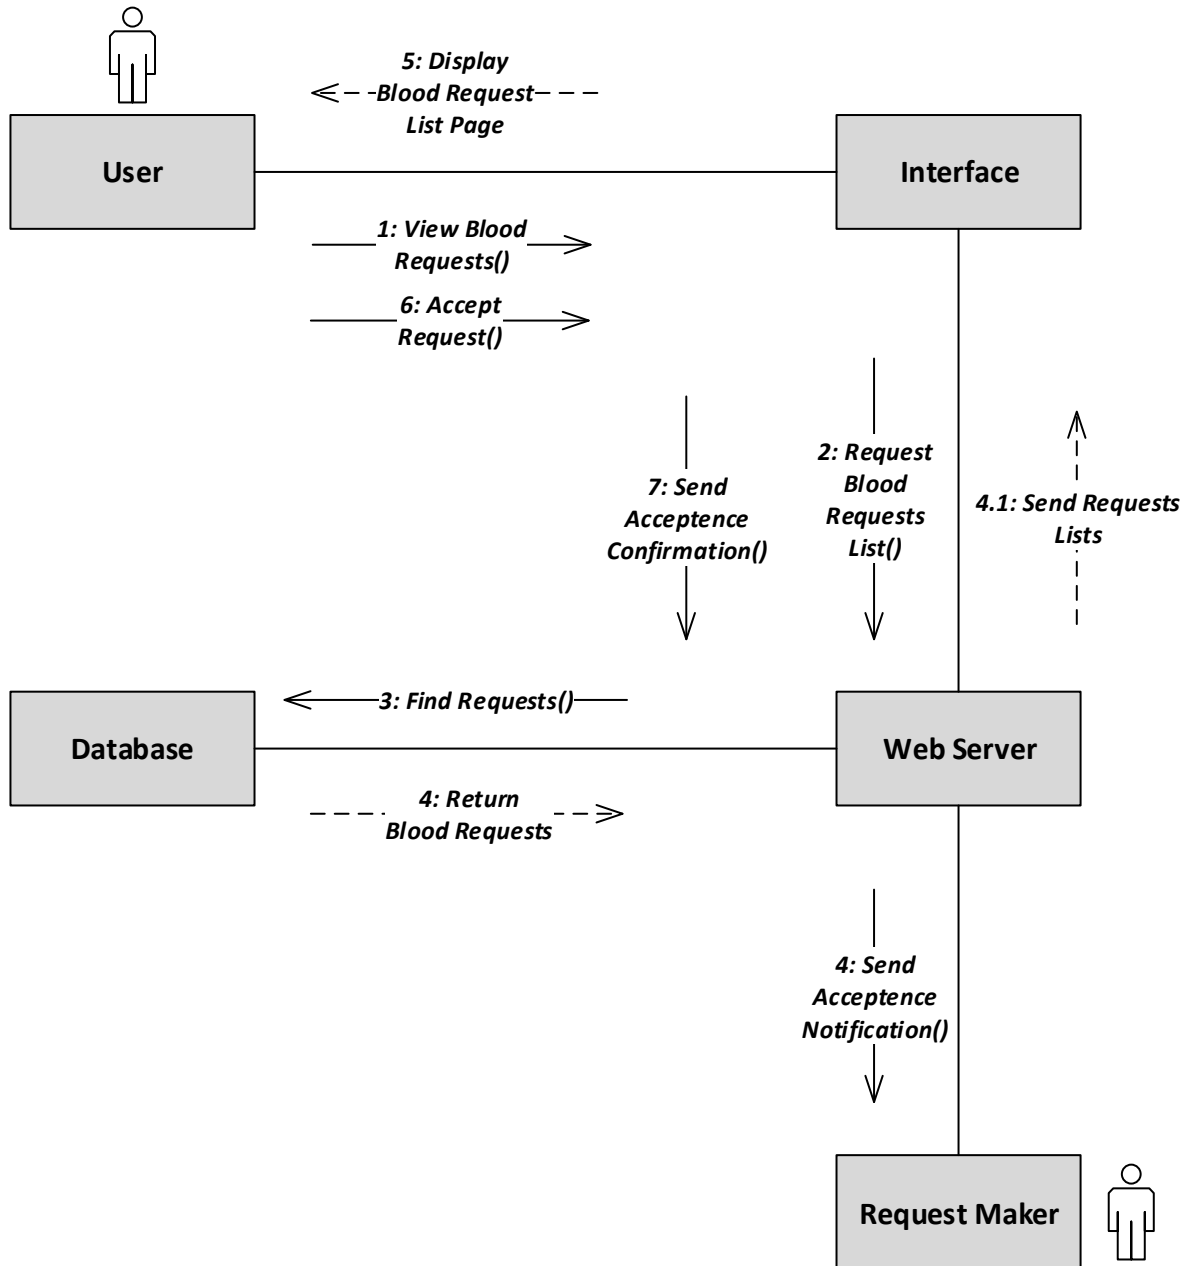 5: Display
Blood Request
List Page
User
Interface
1: View Blood
Requests()
6: Accept
Request()
7: Send
Acceptence
Confirmation()
2: Request
Blood
Requests
List()
4.1: Send Requests
Lists
Database
3: Find Requests()
Web Server
4: Return
Blood Requests
4: Send
Acceptence
Notification()
Request Maker